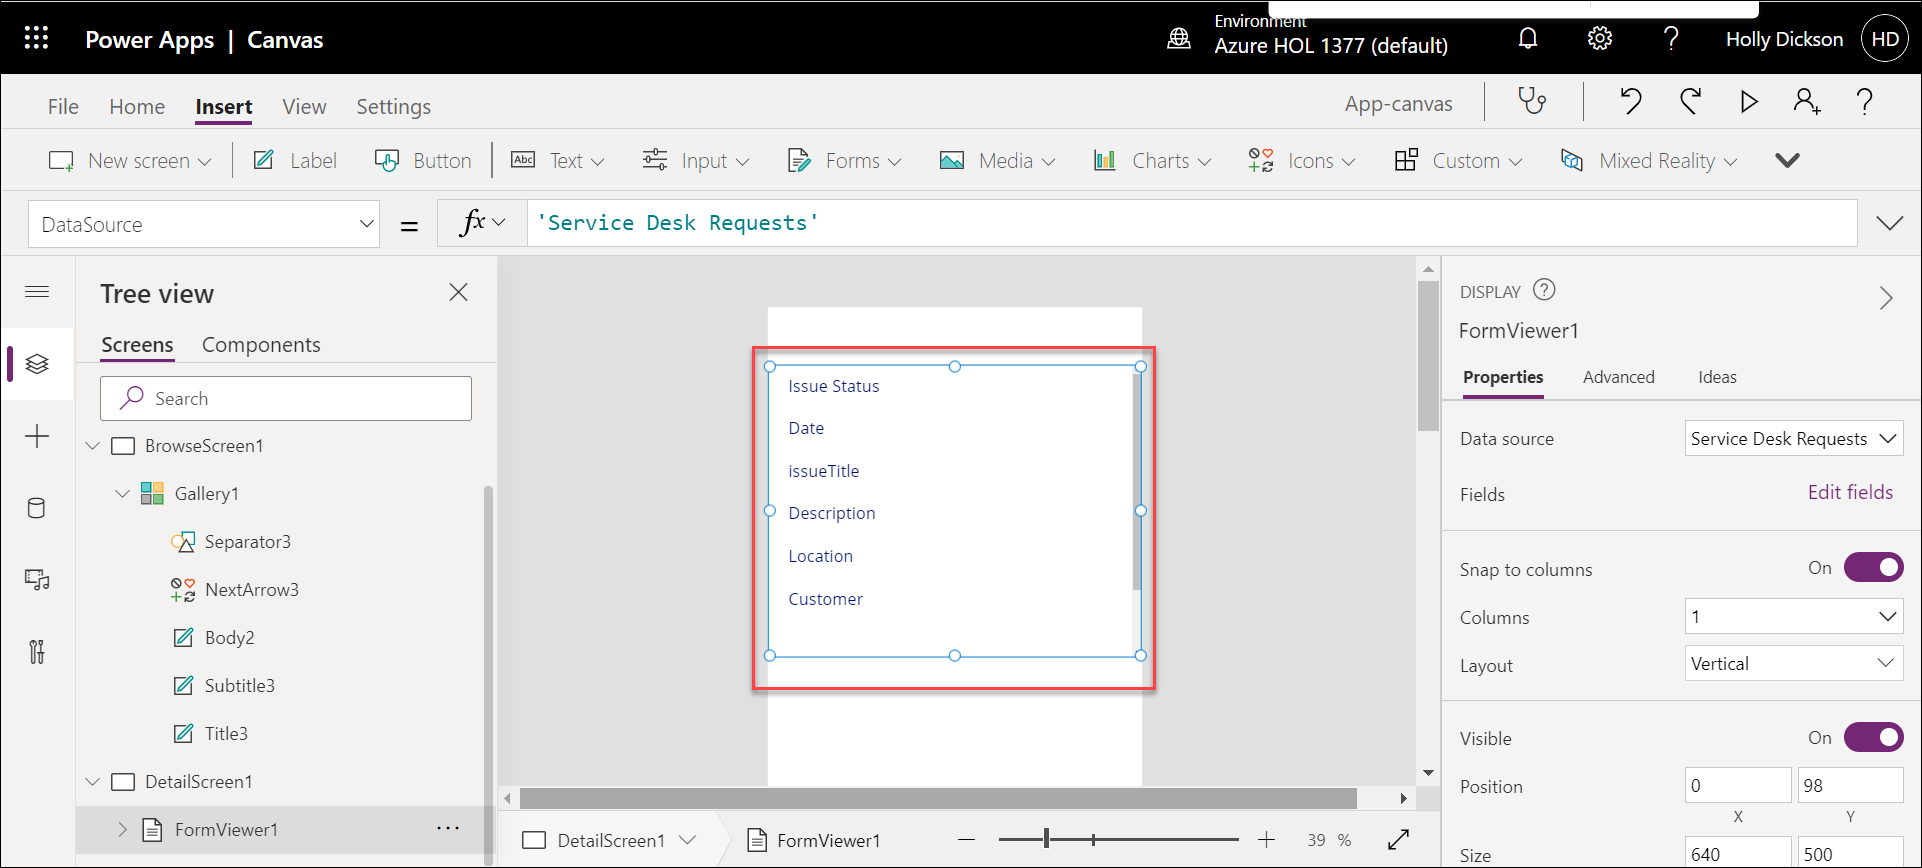 Power Apps | Canvas
Environment
Azure HOL 1377 (default)
Holly Dickson
HD
File Home Insert View Settings
App-canvas
New screen Label Button Abc Text Input Forms Media Charts Icons Custom Mixed Reality
DataSource = fx 'Service Desk Requests'
Tree view
Screens Components
Search
BrowseScreen1
Gallery1
Separator3
NextArrow3
Body2
Subtitle3
Title3
DetailScreen1
FormViewer1 ...
Issue Status
Date
issueTitle
Description
Location
Customer
DetailScreen1 FormViewer1 39 %
DISPLAY ?
FormViewer1
Properties Advanced Ideas
Data source Service Desk Requests
Fields Edit fields
Snap to columns On
Columns 1
Layout Vertical
Visible On
Position 0 98
X Y
Size 640 500